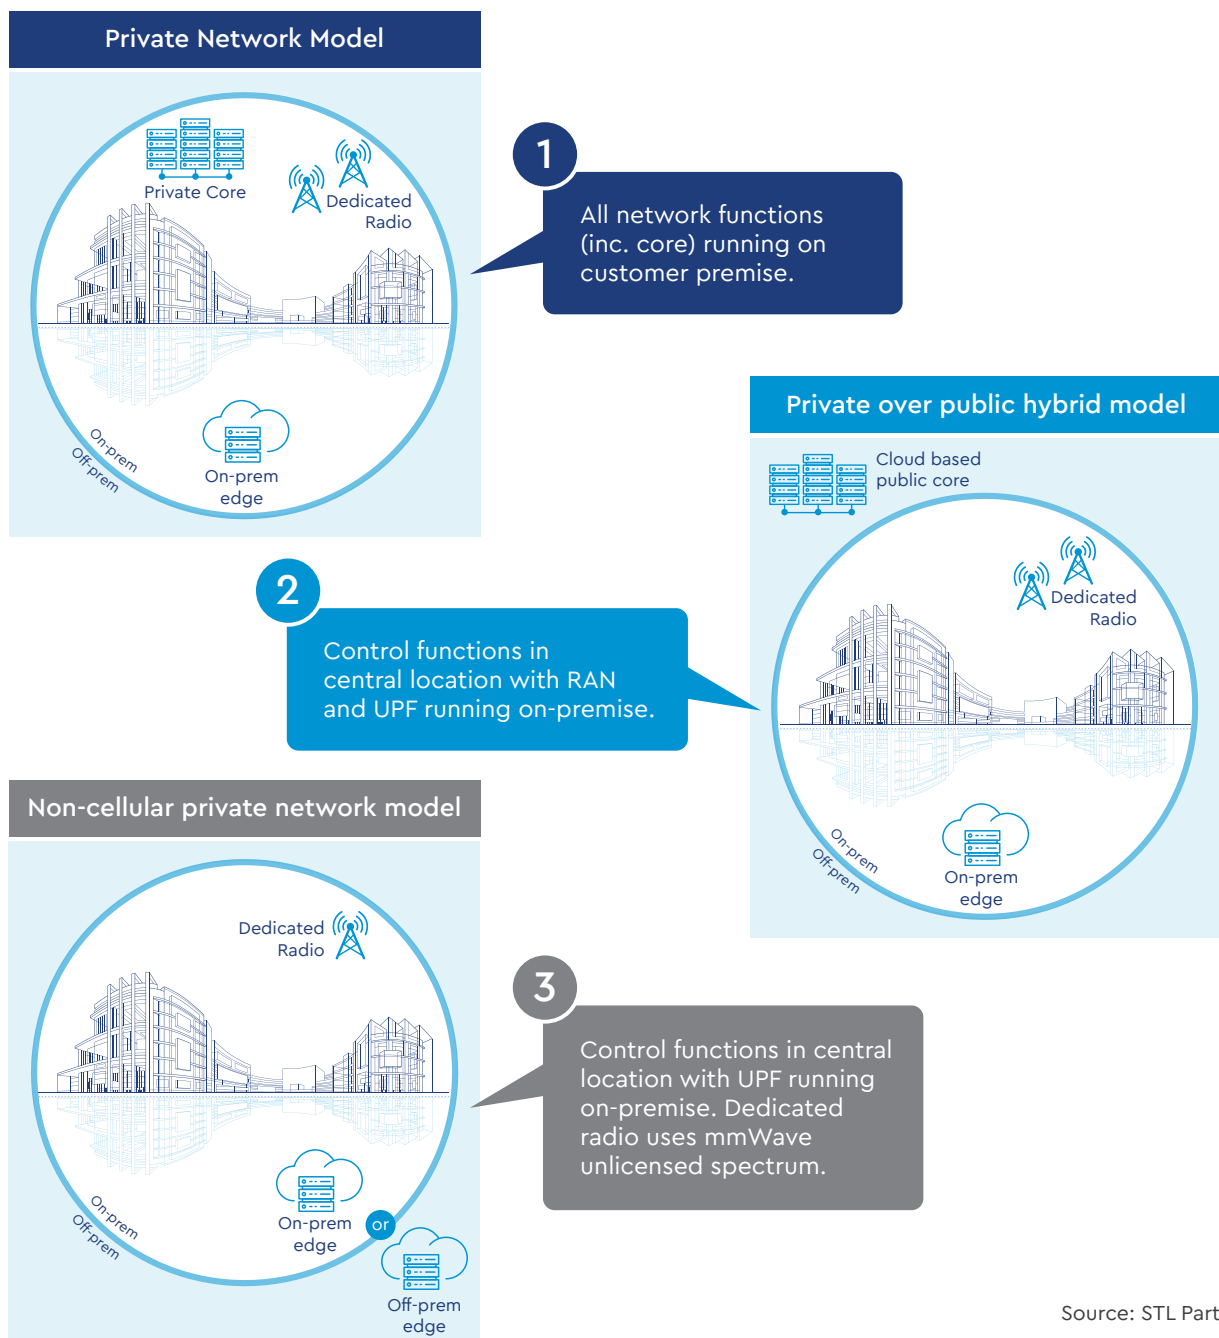 Private Network Model
Private Core
Dedicated
Radio
On-prem
Off-prem
On-prem
edge
1
All network functions
(inc. core) running on
customer premise.
Private over public hybrid model
Cloud based
public core
Dedicated
Radio
On-prem
Off-prem
On-prem
edge
2
Control functions in
central location with RAN
and UPF running on-premise.
Non-cellular private network model
Dedicated
Radio
On-prem
Off-prem
On-prem
edge
or
Off-prem
edge
3
Control functions in central
location with UPF running
on-premise. Dedicated
radio uses mmWave
unlicensed spectrum.
Source: STL Part